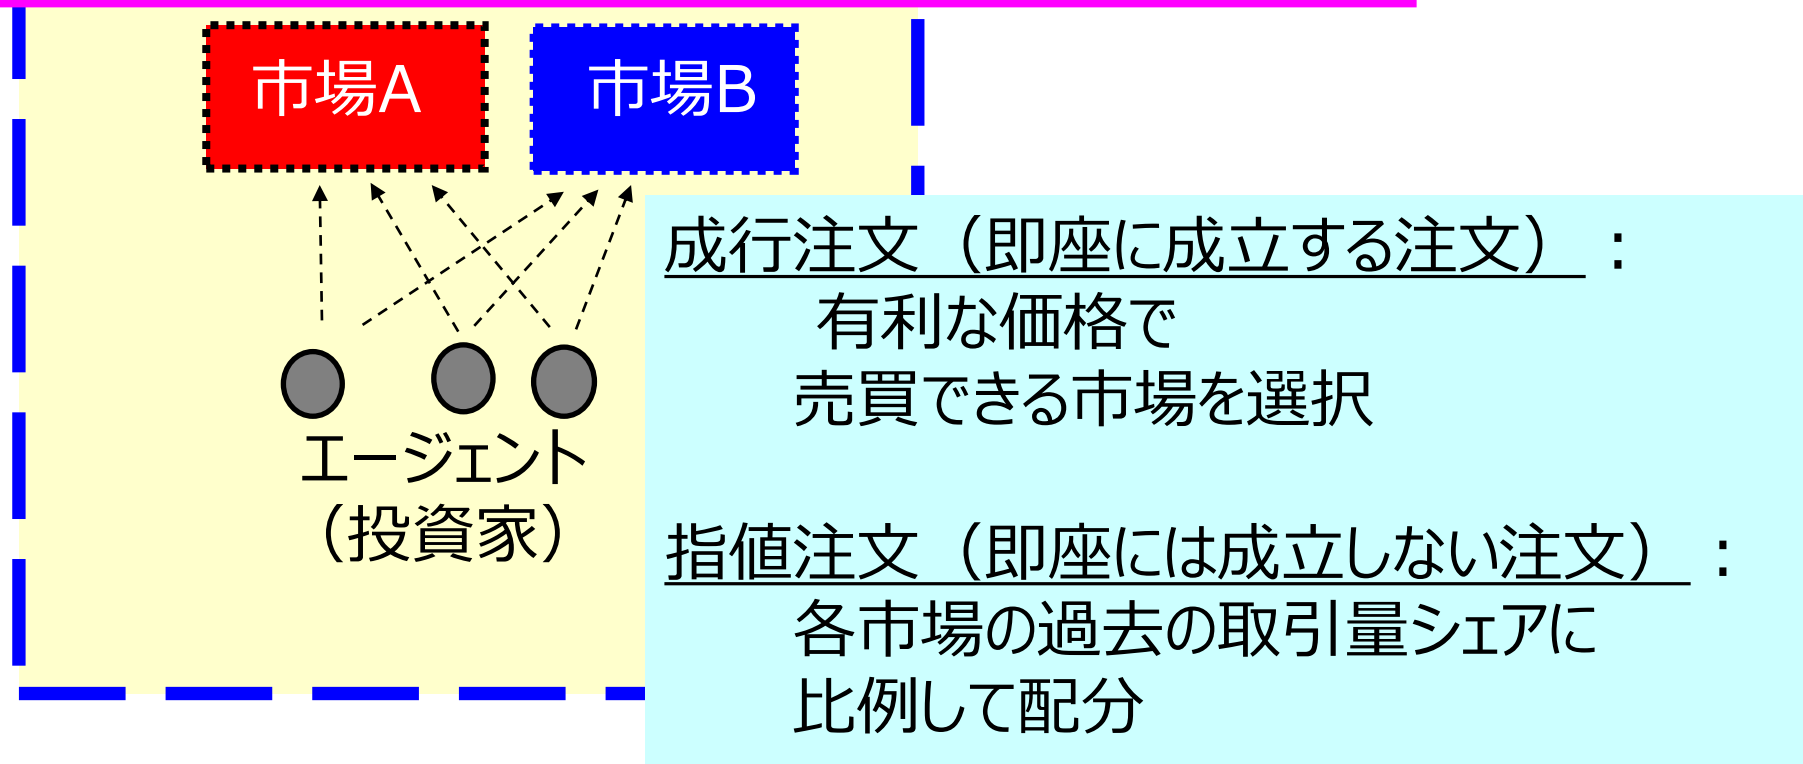 市場A
市場B
エージェント
（投資家）
成行注文（即座に成立する注文）：
有利な価格で
売買できる市場を選択
指値注文（即座には成立しない注文）：
各市場の過去の取引量シェアに
比例して配分